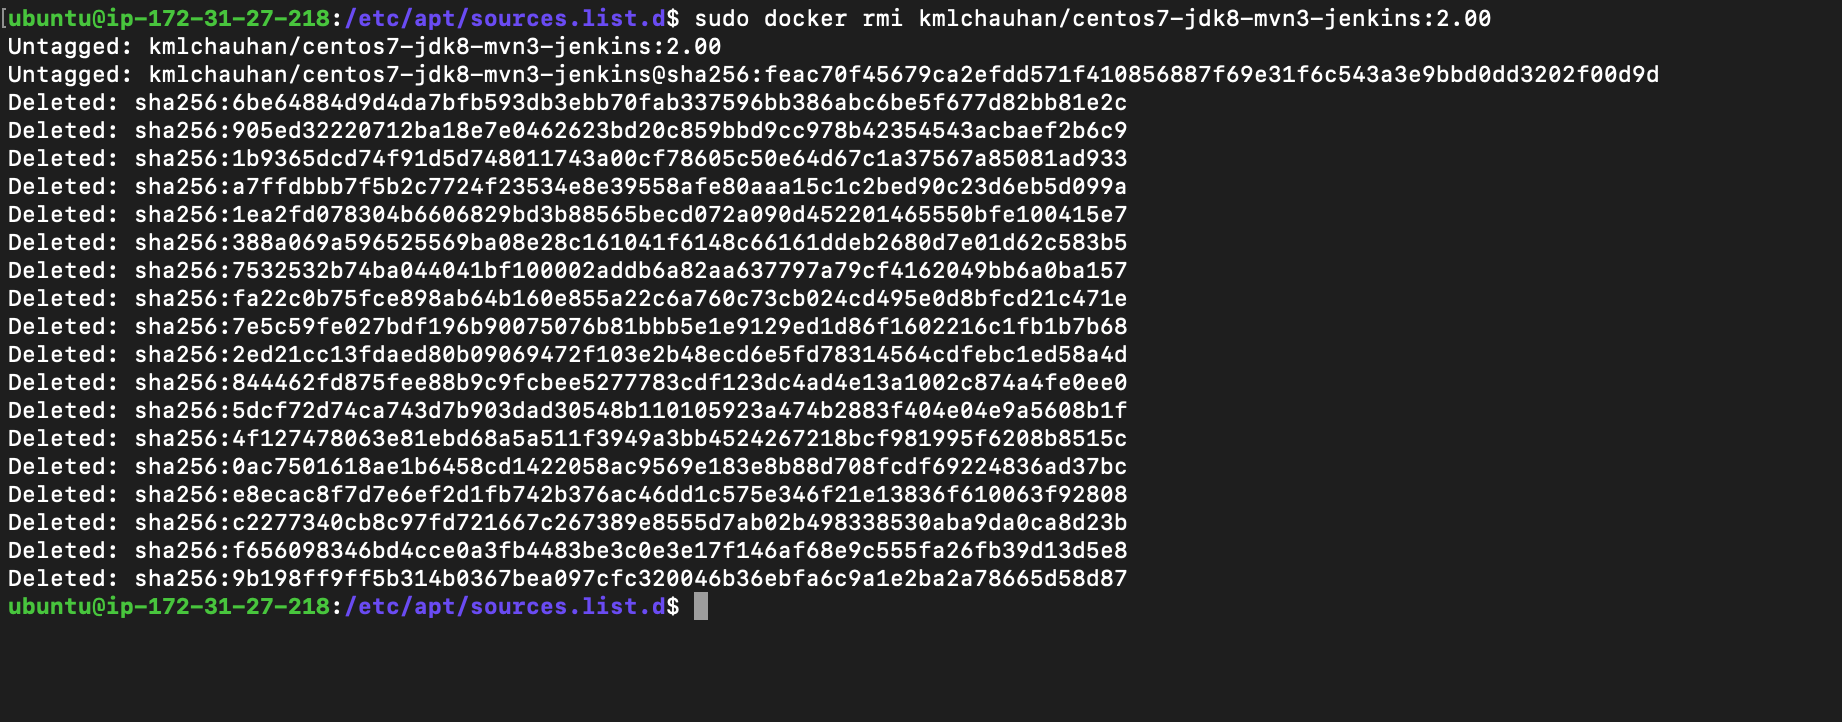 [ubuntu@ip-172-31-27-218:/etc/apt/sources.list.d$ sudo docker rmi kmlchauhan/centos7-jdk8-mvn3-jenkins:2.00
Untagged: kmlchauhan/centos7-jdk8-mvn3-jenkins:2.00
Untagged: kmlchauhan/centos7-jdk8-mvn3-jenkins@sha256:feac70f45679ca2efdd571f410856887f69e31f6c543a3e9bbd0dd3202f00d9d
Deleted: sha256:6be64884d9d4da7bfb593db3ebb70fab337596bb386abc6be5f677d82bb81e2c
Deleted: sha256:905ed32220712ba18e7e0462623bd20c859bbd9cc978b42354543acbaef2b6c9
Deleted: sha256:1b9365dcd74f91d5d748011743a00cf78605c50e64d67c1a37567a85081ad933
Deleted: sha256:a7ffdbbb7f5b2c7724f23534e8e39558afe80aaa15c1c2bed90c23d6eb5d099a
Deleted: sha256:1ea2fd078304b6606829bd3b88565becd072a090d452201465550bfe100415e7
Deleted: sha256:388a069a596525569ba08e28c161041f6148c66161ddeb2680d7e01d62c583b5
Deleted: sha256:7532532b74ba044041bf100002addb6a82aa637797a79cf4162049bb6a0ba157
Deleted: sha256:fa22c0b75fce898ab64b160e855a22c6a760c73cb024cd495e0d8bfcd21c471e
Deleted: sha256:7e5c59fe027bdf196b90075076b81bbb5e1e9129ed1d86f1602216c1fb1b7b68
Deleted: sha256:2ed21cc13fdaed80b09069472f103e2b48ecd6e5fd78314564cdfebc1ed58a4d
Deleted: sha256:844462fd875fee88b9c9fcbee5277783cdf123dc4ad4e13a1002c874a4fe0ee0
Deleted: sha256:5dcf72d74ca743d7b903dad30548b110105923a474b2883f404e04e9a5608b1f
Deleted: sha256:4f127478063e81ebd68a5a511f3949a3bb4524267218bcf981995f6208b8515c
Deleted: sha256:0ac7501618ae1b6458cd1422058ac9569e183e8b88d708fcdf69224836ad37bc
Deleted: sha256:e8ecac8f7d7e6ef2d1fb742b376ac46dd1c575e346f21e13836f610063f92808
Deleted: sha256:c2277340cb8c97fd721667c267389e8555d7ab02b498338530aba9da0ca8d23b
Deleted: sha256:f656098346bd4cce0a3fb4483be3c0e3e17f146af68e9c555fa26fb39d13d5e8
Deleted: sha256:9b198ff9ff5b314b0367bea097cfc320046b36ebfa6c9a1e2ba2a78665d58d87
ubuntu@ip-172-31-27-218:/etc/apt/sources.list.d$